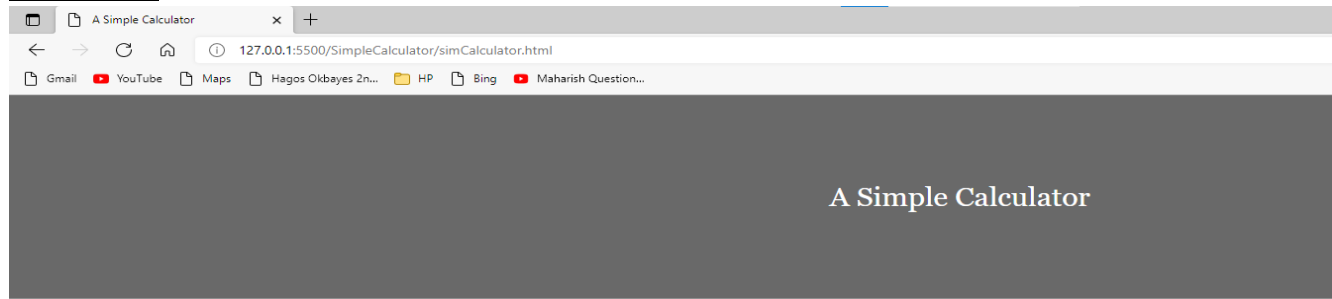 A Simple Calculator
127.0.0.1:5500/SimpleCalculator/simCalculator.html
Gmail YouTube Maps Hagos Okbayes 2n... HP Bing Maharish Question...
A Simple Calculator